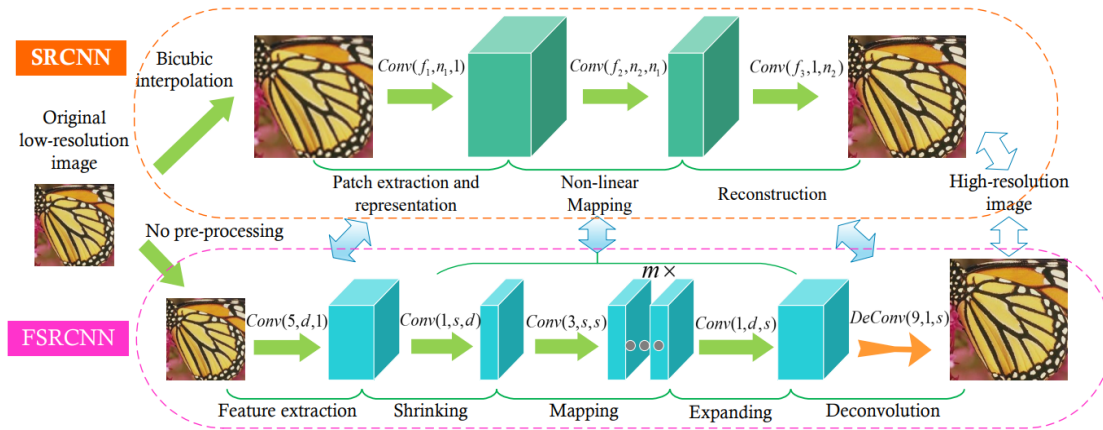 SRCNN
Bicubic
interpolation
Conv(f₁,n₁,1)
Conv(f₂,n₂,n₁)
Conv(f₃,1,n₂)
Original
low-resolution
image
Patch extraction and
representation
Non-linear
Mapping
Reconstruction
High-resolution
image
No pre-processing
FSRCNN
m ×
Conv(5,d,1)
Conv(1,s,d)
Conv(3,s,s)
Conv(1,d,s)
DeConv(9,1,s)
Feature extraction
Shrinking
Mapping
Expanding
Deconvolution